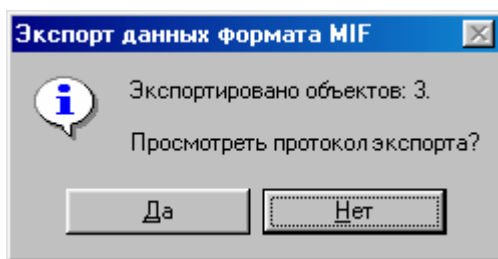 Экспорт данных формата MIF
Экспортировано объектов: 3.
Просмотреть протокол экспорта?
Да
Нет